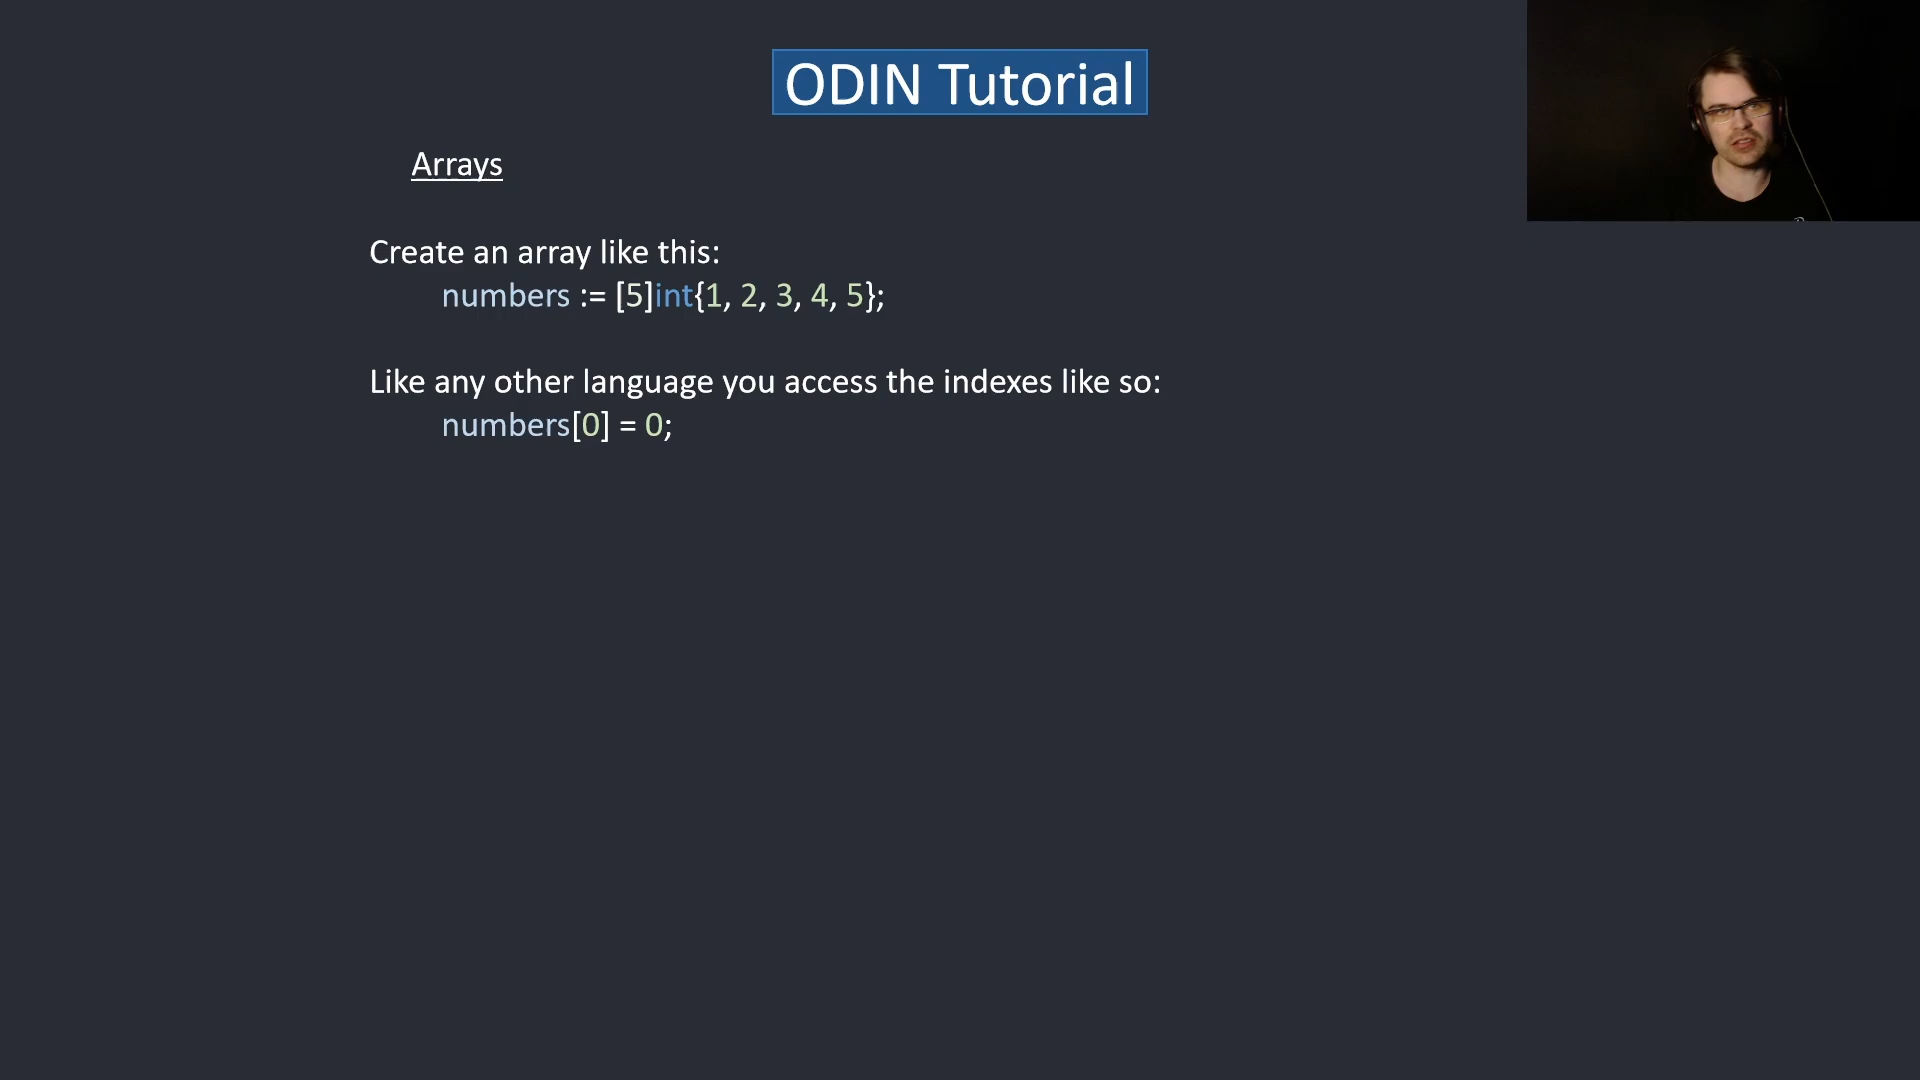 ODIN Tutorial
Arrays
Create an array like this:
numbers := [5]int{1, 2, 3, 4, 5};
Like any other language you access the indexes like so:
numbers[0] = 0;